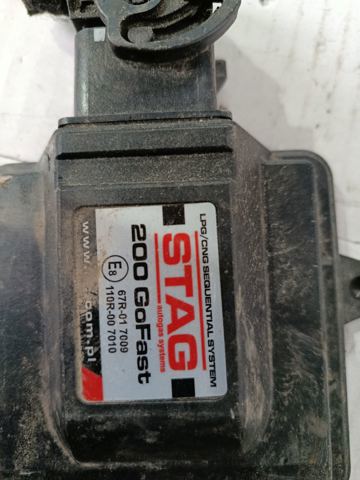 LPG/CNG SEQUENTIAL SYSTEM
STAG
autogas systems
200 GoFast
E8
67R-01 7009
110R-00 7010
www. .com.pl